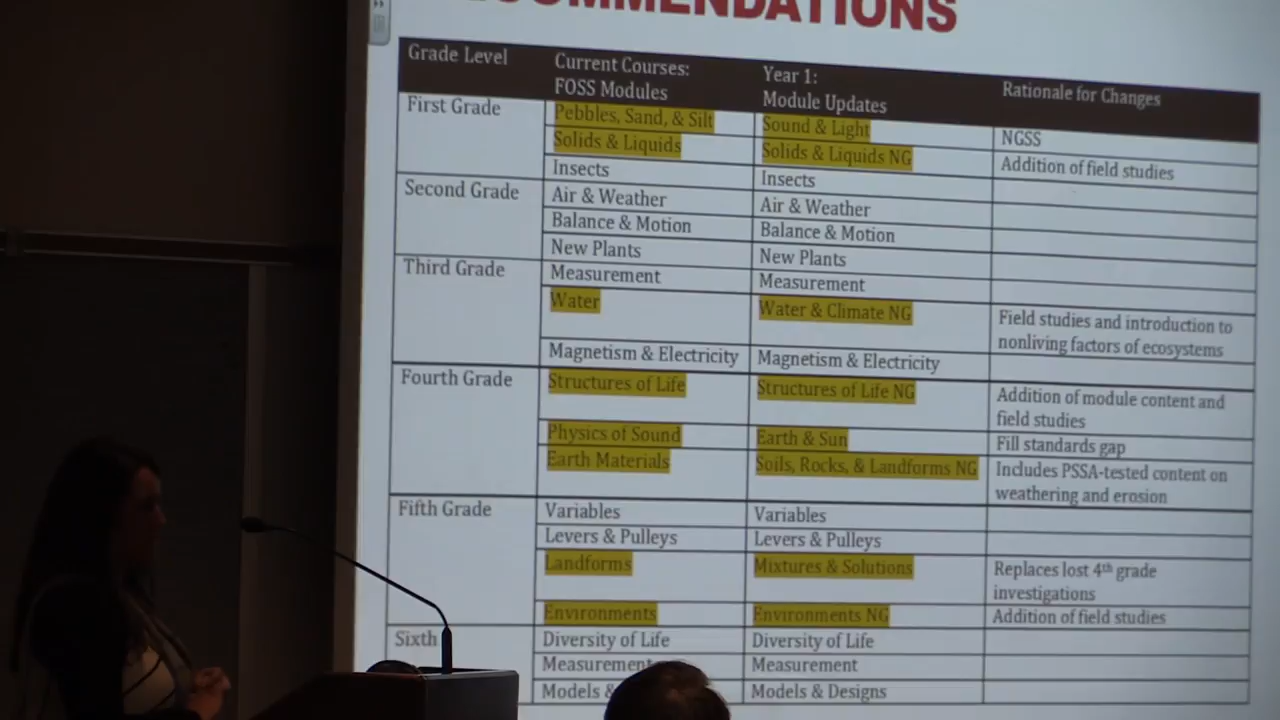 COMMENDATIONS
Grade Level
Current Courses:
FOSS Modules
Year 1:
Module Updates
Rationale for Changes
First Grade
Pebbles, Sand, & Silt
Sound & Light
NGSS
Solids & Liquids
Solids & Liquids NG
Addition of field studies
Insects
Insects
Second Grade
Air & Weather
Air & Weather
Balance & Motion
Balance & Motion
New Plants
New Plants
Third Grade
Measurement
Measurement
Water
Water & Climate NG
Field studies and introduction to
nonliving factors of ecosystems
Magnetism & Electricity
Magnetism & Electricity
Fourth Grade
Structures of Life
Structures of Life NG
Addition of module content and
field studies
Physics of Sound
Earth & Sun
Fill standards gap
Earth Materials
Soils, Rocks, & Landforms NG
Includes PSSA-tested content on
weathering and erosion
Fifth Grade
Variables
Variables
Levers & Pulleys
Levers & Pulleys
Landforms
Mixtures & Solutions
Replaces lost 4th grade
investigations
Environments
Environments NG
Addition of field studies
Sixth
Diversity of Life
Diversity of Life
Measurement
Measurement
Models &
Models & Designs